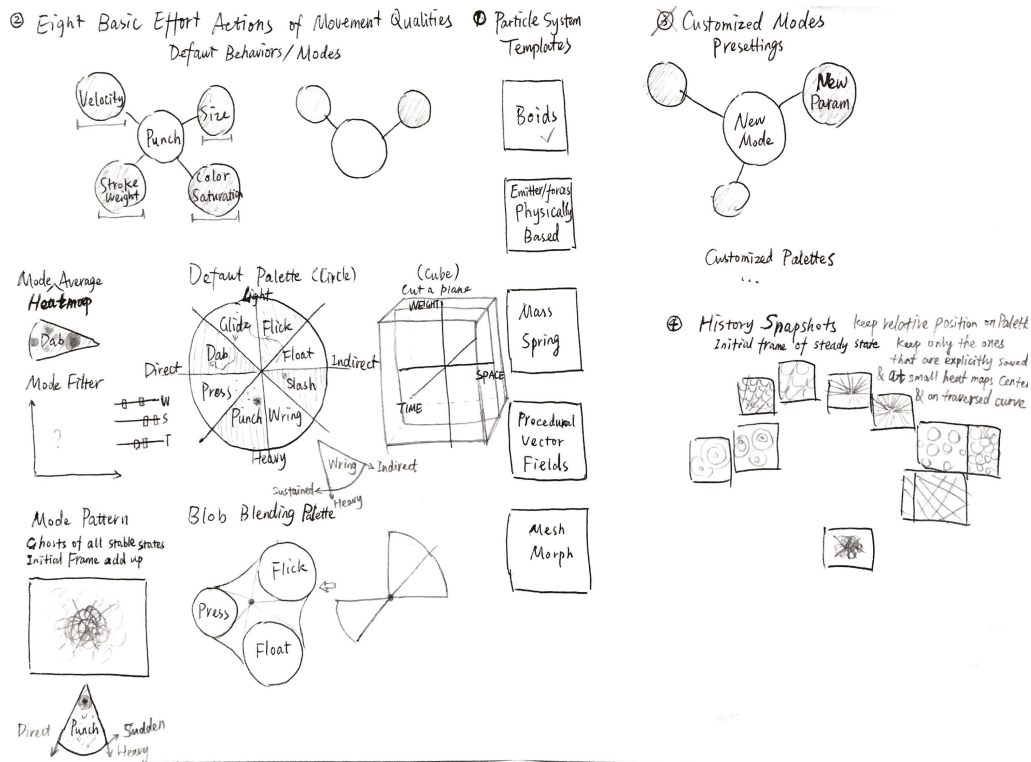 ② Eight Basic Effort Actions of Movement Qualities
Defaut Behaviors/Modes
Velocity
Size
Punch
Stroke
Weight
Color
Saturation
① Particle System
Templates
Boids
Emitter/forces
Physically
Based
Mass
Spring
Procedural
Vector
Fields
Mesh
Morph
③ Customized Modes
Presettings
New
Param
New
Mode
Customized Palettes
...
Mode Average
Heatmap
Dab
Mode Filter
?
W
S
T
Defaut Palette (Circle)
Light
Glide
Flick
Dab
Float
Direct
Indirect
Press
Slash
Punch
Wring
Heavy
Wring
Indirect
Sustained
Heavy
(Cube)
Cut a plane
WEIGHT
SPACE
TIME
④ History Snapshots keep relative position on Palette
Initial frame of steady state keep only the ones
that are explicitly saved
& at small heat maps Center
& on traversed curve
Mode Pattern
Ghosts of all stable states
Initial Frame add up
Direct
Punch
Sudden
Heavy
Blob Blending Palette
Flick
Press
Float